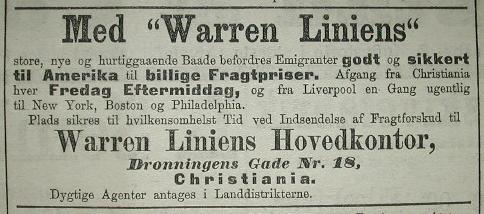 Med "Warren Liniens"
store, nye og hurtiggaaende Baade befordres Emigranter godt og sikkert
til Amerika til billige Fragtpriser. Afgang fra Christiania
hver Fredag Eftermiddag, og fra Liverpool en Gang ugentlig
til New York, Boston og Philadelphia.
Plads sikres til hvilkensomhelst Tid ved Indsendelse af Fragtforskud til
Warren Liniens Hovedkontor,
Dronningens Gade Nr. 18,
Christiania.
Dygtige Agenter antages i Landdistrikterne.